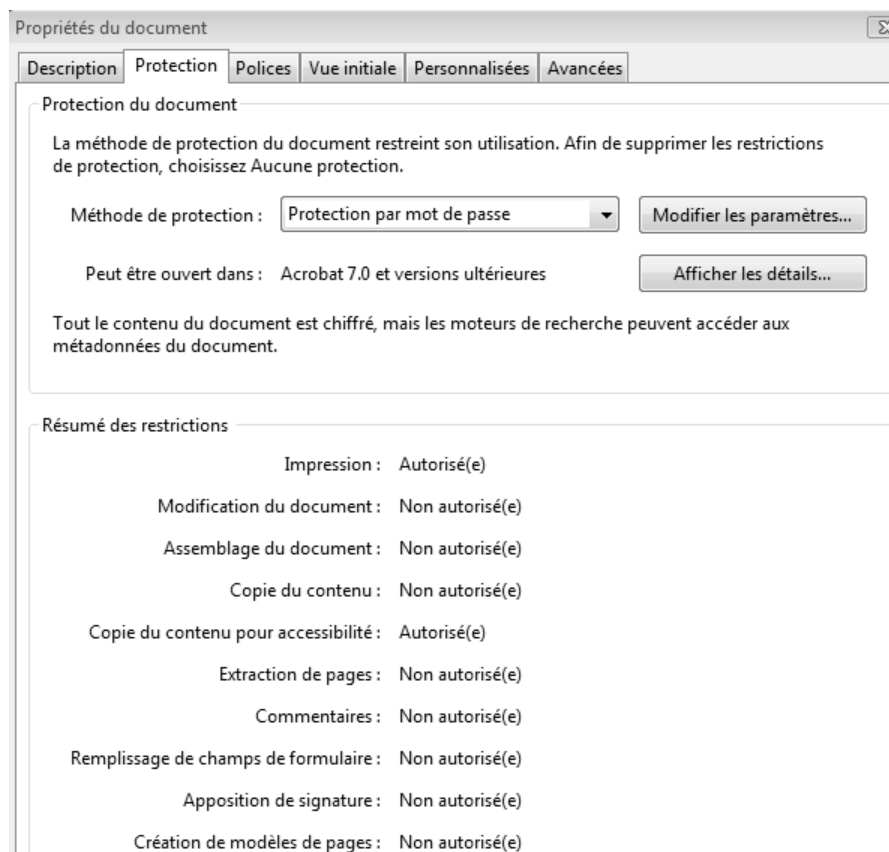 Propriétés du document
Description Protection Polices Vue initiale Personnalisées Avancées
Protection du document
La méthode de protection du document restreint son utilisation. Afin de supprimer les restrictions
de protection, choisissez Aucune protection.
Méthode de protection : Protection par mot de passe Modifier les paramètres...
Peut être ouvert dans : Acrobat 7.0 et versions ultérieures Afficher les détails...
Tout le contenu du document est chiffré, mais les moteurs de recherche peuvent accéder aux
métadonnées du document.
Résumé des restrictions
Impression : Autorisé(e)
Modification du document : Non autorisé(e)
Assemblage du document : Non autorisé(e)
Copie du contenu : Non autorisé(e)
Copie du contenu pour accessibilité : Autorisé(e)
Extraction de pages : Non autorisé(e)
Commentaires : Non autorisé(e)
Remplissage de champs de formulaire : Non autorisé(e)
Apposition de signature : Non autorisé(e)
Création de modèles de pages : Non autorisé(e)